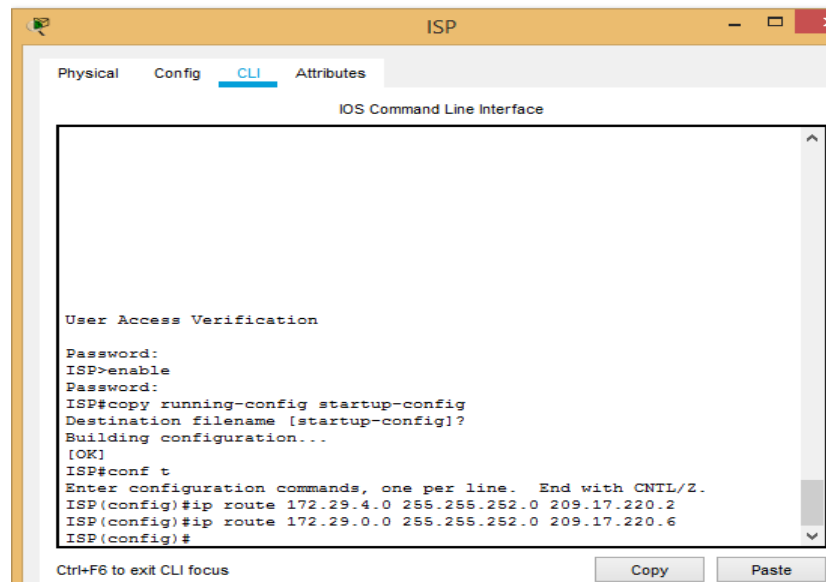 ISP
Physical Config CLI Attributes
IOS Command Line Interface
User Access Verification
Password:
ISP>enable
Password:
ISP#copy running-config startup-config
Destination filename [startup-config]?
Building configuration...
[OK]
ISP#conf t
Enter configuration commands, one per line.  End with CNTL/Z.
ISP(config)#ip route 172.29.4.0 255.255.252.0 209.17.220.2
ISP(config)#ip route 172.29.0.0 255.255.252.0 209.17.220.6
ISP(config)#
Ctrl+F6 to exit CLI focus
Copy Paste